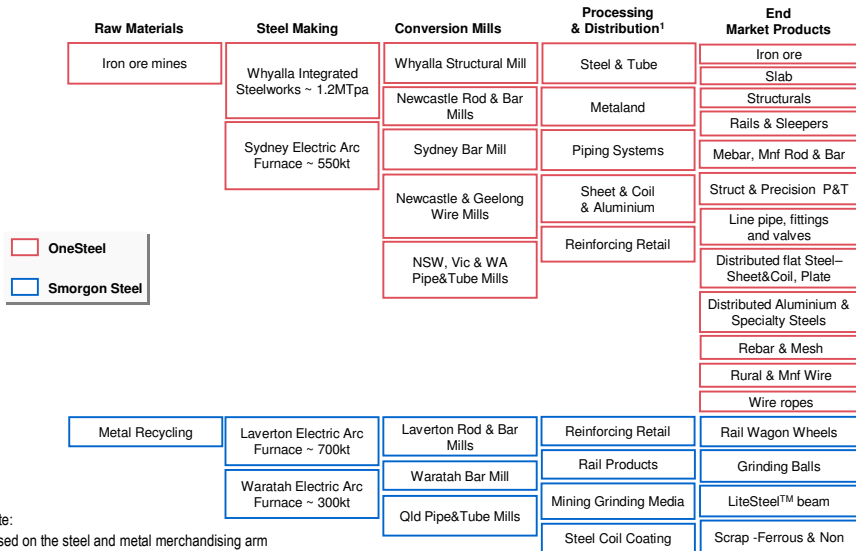 Raw Materials
Steel Making
Conversion Mills
Processing
& Distribution¹
End
Market Products
Iron ore mines
Whyalla Integrated
Steelworks ~ 1.2MTpa
Sydney Electric Arc
Furnace ~ 550kt
Whyalla Structural Mill
Newcastle Rod & Bar
Mills
Sydney Bar Mill
Newcastle & Geelong
Wire Mills
NSW, Vic & WA
Pipe&Tube Mills
Steel & Tube
Metaland
Piping Systems
Sheet & Coil
& Aluminium
Reinforcing Retail
Iron ore
Slab
Structurals
Rails & Sleepers
Mebar, Mnf Rod & Bar
Struct & Precision P&T
Line pipe, fittings
and valves
Distributed flat Steel–
Sheet&Coil, Plate
Distributed Aluminium &
Specialty Steels
Rebar & Mesh
Rural & Mnf Wire
Wire ropes
OneSteel
Smorgon Steel
Metal Recycling
Laverton Electric Arc
Furnace ~ 700kt
Waratah Electric Arc
Furnace ~ 300kt
Laverton Rod & Bar
Mills
Waratah Bar Mill
Qld Pipe&Tube Mills
Reinforcing Retail
Rail Products
Mining Grinding Media
Steel Coil Coating
Rail Wagon Wheels
Grinding Balls
LiteSteel™ beam
Scrap -Ferrous & Non
te:
sed on the steel and metal merchandising arm